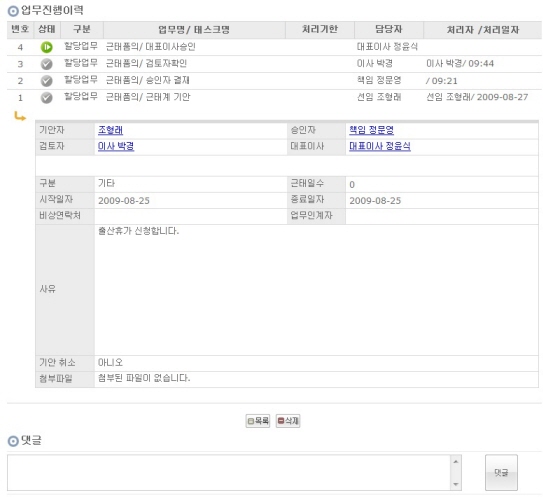 업무진행이력
번호 상태 구분 업무명/ 태스크명 처리기한 담당자 처리자 /처리일자
4 할당업무 근태품의/ 대표이사승인 대표이사 정윤식
3 할당업무 근태품의/ 검토자확인 이사 박경 이사 박경/ 09:44
2 할당업무 근태품의/ 승인자 결재 책임 정문영 / 09:21
1 할당업무 근태품의/ 근태계 기안 선임 조형래 선임 조형래/ 2009-08-27
기안자 조형래 승인자 책임 정문영
검토자 이사 박경 대표이사 대표이사 정윤식
구분 기타 근태일수 0
시작일자 2009-08-25 종료일자 2009-08-25
비상연락처 업무인계자
사유 출산휴가 신청합니다.
기안 취소 아니오
첨부파일 첨부된 파일이 없습니다.
목록 삭제
댓글
댓글